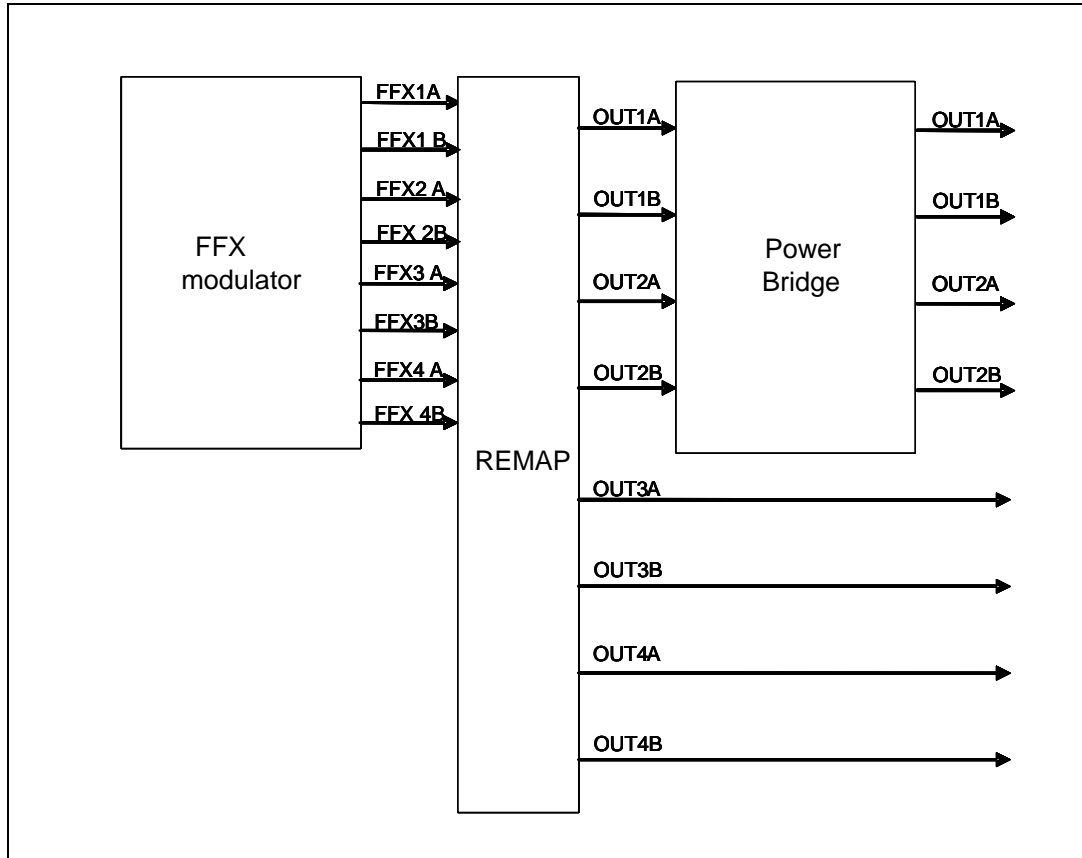 FFX modulator
FFX1A
FFX1 B
FFX2 A
FFX 2B
FFX3 A
FFX3B
FFX4 A
FFX 4B
REMAP
OUT1A
OUT1B
OUT2A
OUT2B
OUT3A
OUT3B
OUT4A
OUT4B
Power
Bridge
OUT1A
OUT1B
OUT2A
OUT2B